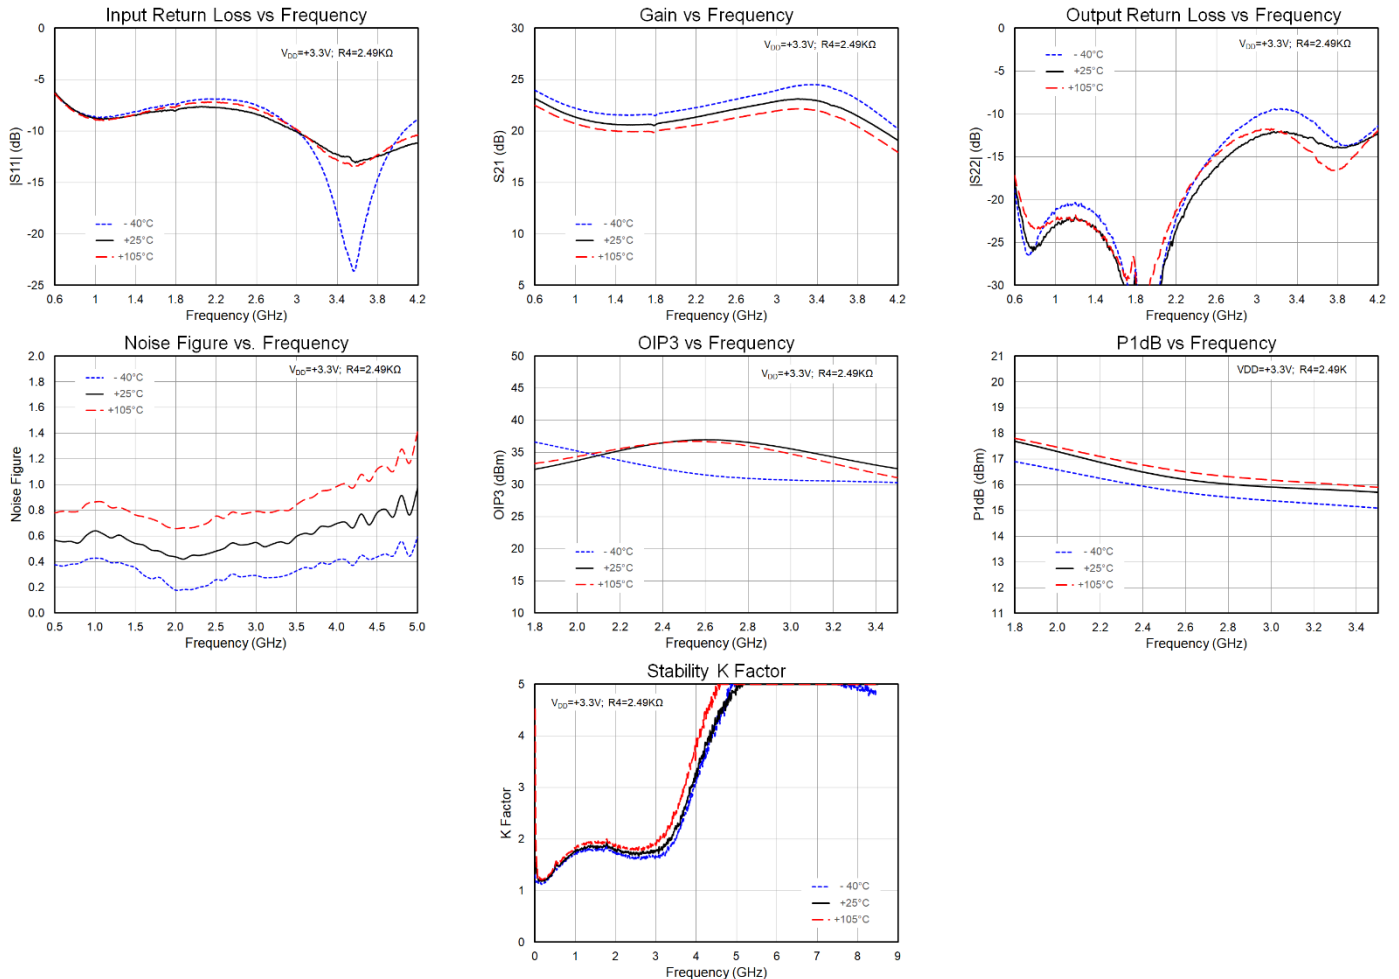 Input Return Loss vs Frequency
0
-5
-10
-15
-20
-25
|S11| (dB)
V_DD=+3.3V; R4=2.49KΩ
- 40°C
+25°C
+105°C
0.6 1 1.4 1.8 2.2 2.6 3 3.4 3.8 4.2
Frequency (GHz)
Gain vs Frequency
30
25
20
15
10
5
S21 (dB)
V_DD=+3.3V; R4=2.49KΩ
- 40°C
+25°C
+105°C
0.6 1 1.4 1.8 2.2 2.6 3 3.4 3.8 4.2
Frequency (GHz)
Output Return Loss vs Frequency
0
-5
-10
-15
-20
-25
-30
|S22| (dB)
V_DD=+3.3V; R4=2.49KΩ
- 40°C
+25°C
+105°C
0.6 1 1.4 1.8 2.2 2.6 3 3.4 3.8 4.2
Frequency (GHz)
Noise Figure vs. Frequency
2.0
1.8
1.6
1.4
1.2
1.0
0.8
0.6
0.4
0.2
0.0
Noise Figure
V_DD=+3.3V; R4=2.49KΩ
- 40°C
+25°C
+105°C
0.5 1.0 1.5 2.0 2.5 3.0 3.5 4.0 4.5 5.0
Frequency (GHz)
OIP3 vs Frequency
50
45
40
35
30
25
20
15
10
OIP3 (dBm)
V_DD=+3.3V; R4=2.49KΩ
- 40°C
+25°C
+105°C
1.8 2.0 2.2 2.4 2.6 2.8 3.0 3.2 3.4
Frequency (GHz)
P1dB vs Frequency
21
20
19
18
17
16
15
14
13
12
11
P1dB (dBm)
VDD=+3.3V; R4=2.49K
- 40°C
+25°C
+105°C
1.8 2.0 2.2 2.4 2.6 2.8 3.0 3.2 3.4
Frequency (GHz)
Stability K Factor
5
4
3
2
1
0
K Factor
V_DD=+3.3V; R4=2.49KΩ
- 40°C
+25°C
+105°C
0 1 2 3 4 5 6 7 8 9
Frequency (GHz)